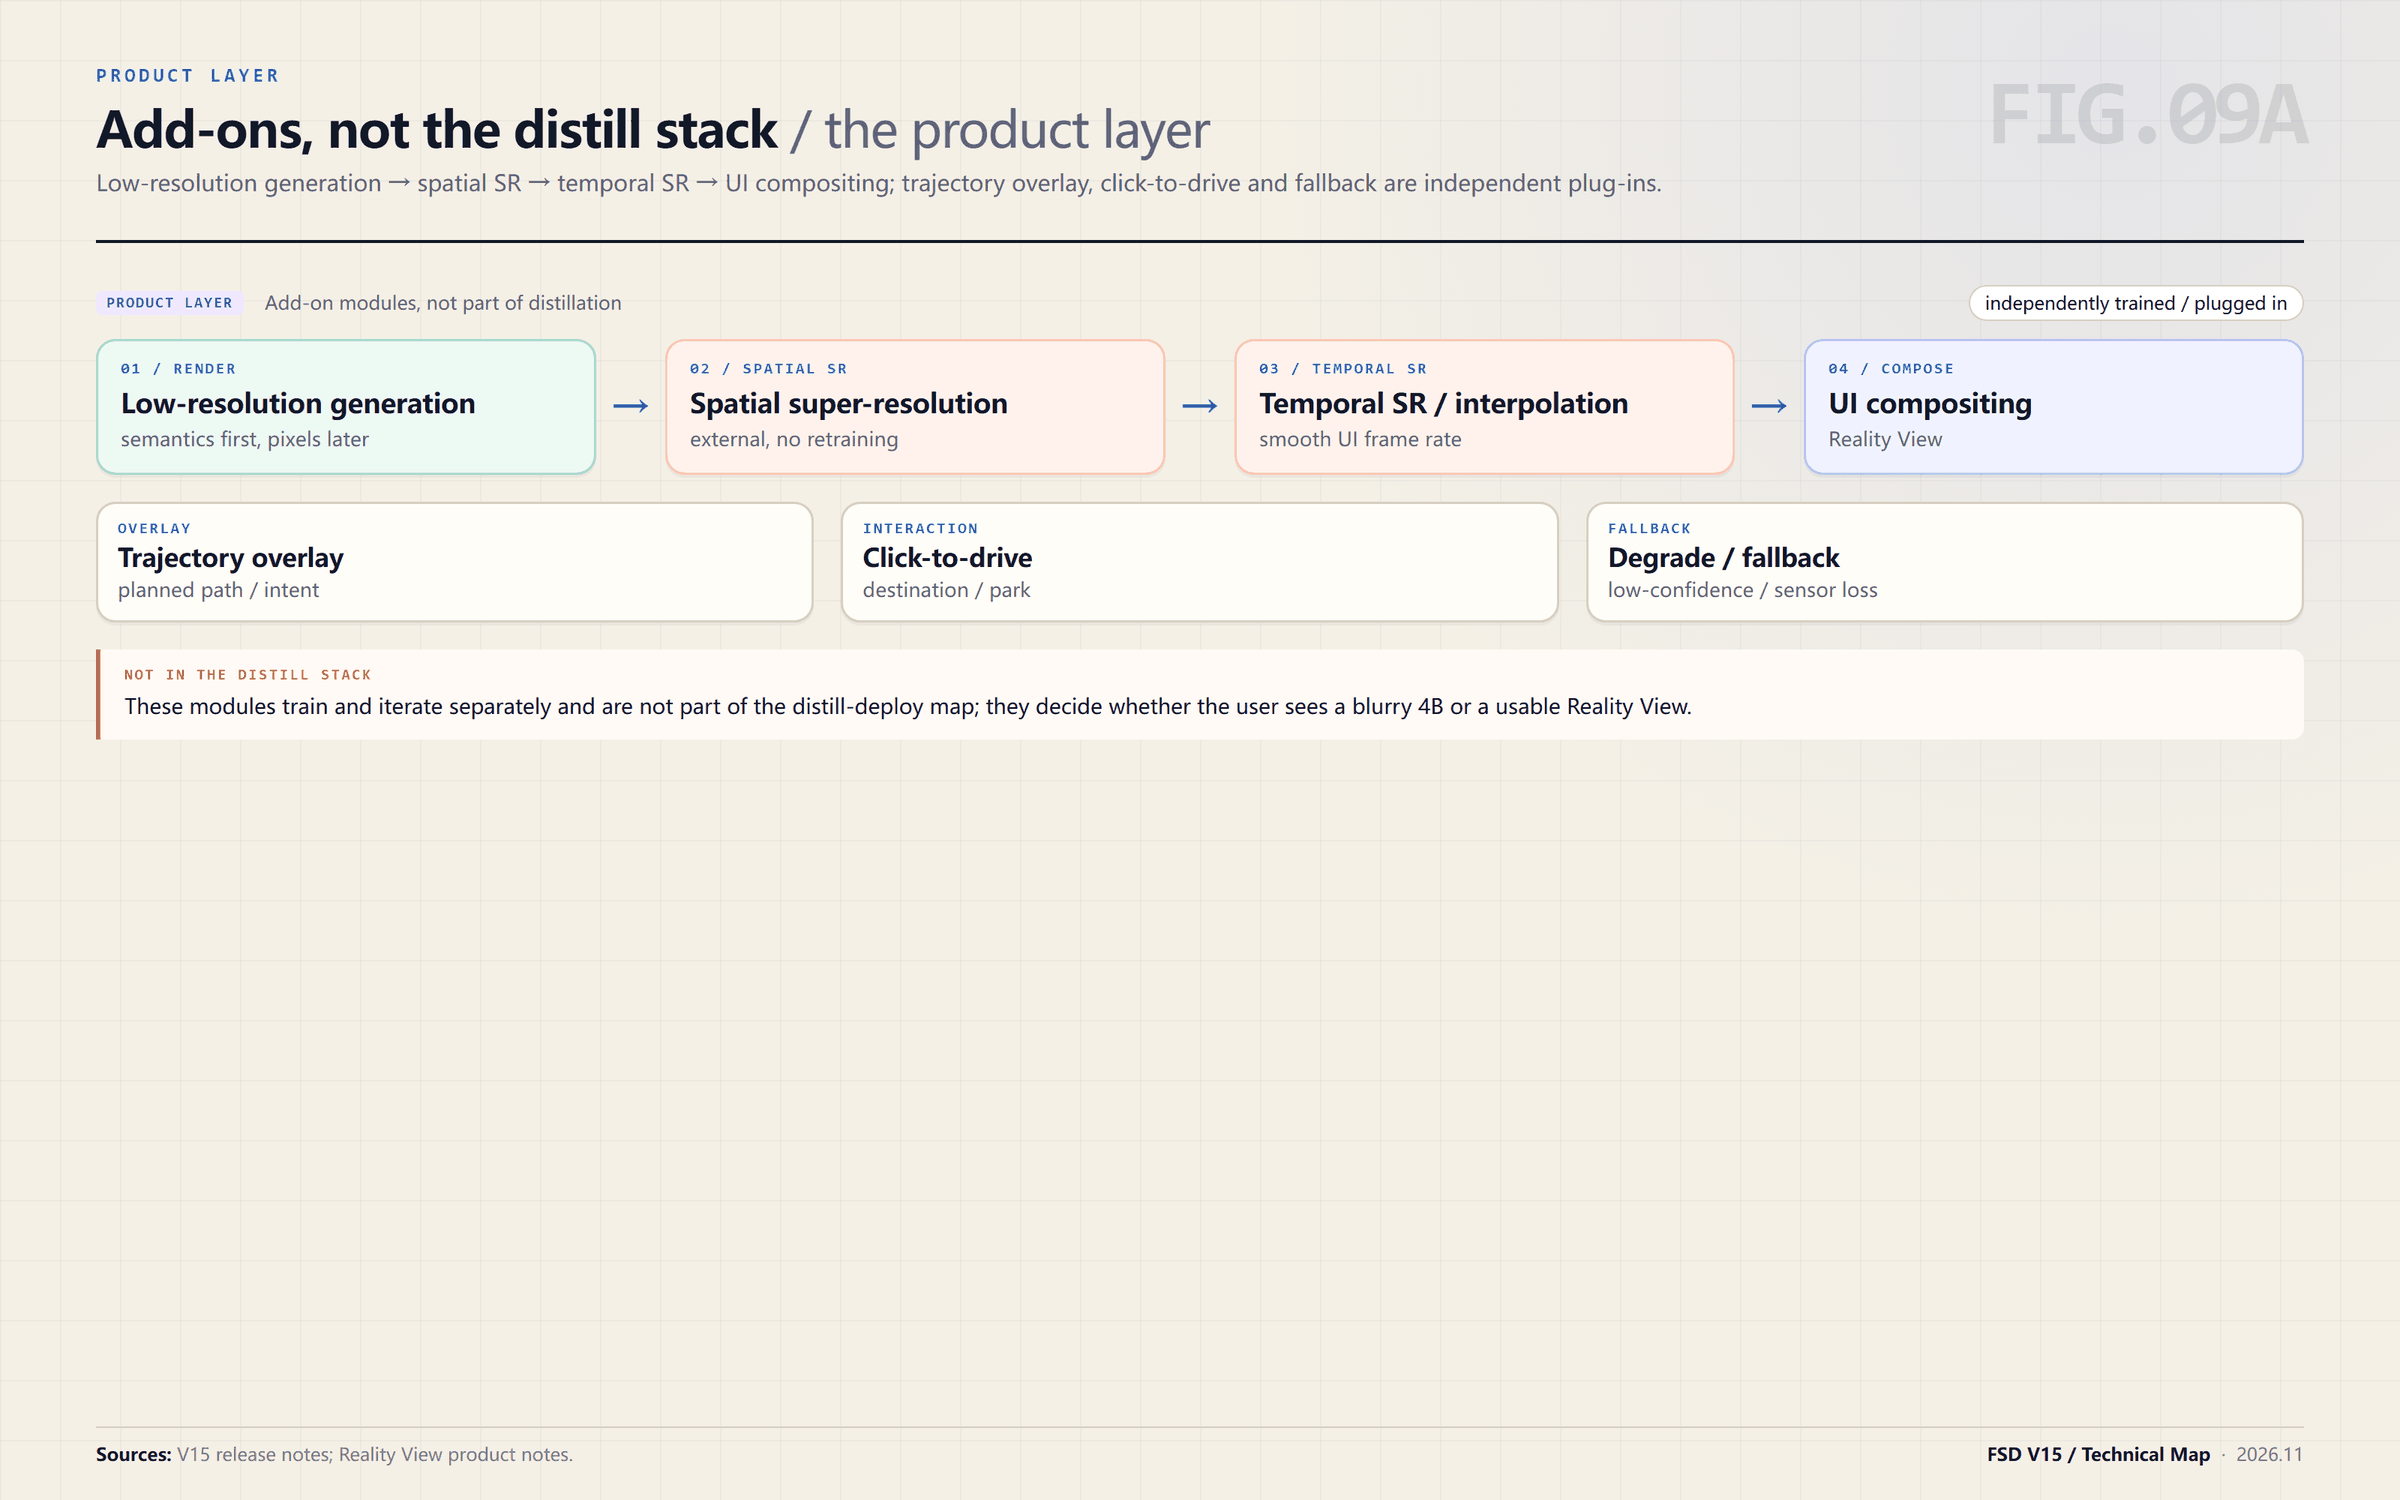 PRODUCT LAYER
FIG.09A
Add-ons, not the distill stack / the product layer
Low-resolution generation → spatial SR → temporal SR → UI compositing; trajectory overlay, click-to-drive and fallback are independent plug-ins.
PRODUCT LAYER Add-on modules, not part of distillation
independently trained / plugged in
01 / RENDER
Low-resolution generation
semantics first, pixels later
→
02 / SPATIAL SR
Spatial super-resolution
external, no retraining
→
03 / TEMPORAL SR
Temporal SR / interpolation
smooth UI frame rate
→
04 / COMPOSE
UI compositing
Reality View
OVERLAY
Trajectory overlay
planned path / intent
INTERACTION
Click-to-drive
destination / park
FALLBACK
Degrade / fallback
low-confidence / sensor loss
NOT IN THE DISTILL STACK
These modules train and iterate separately and are not part of the distill-deploy map; they decide whether the user sees a blurry 4B or a usable Reality View.
Sources: V15 release notes; Reality View product notes.
FSD V15 / Technical Map · 2026.11